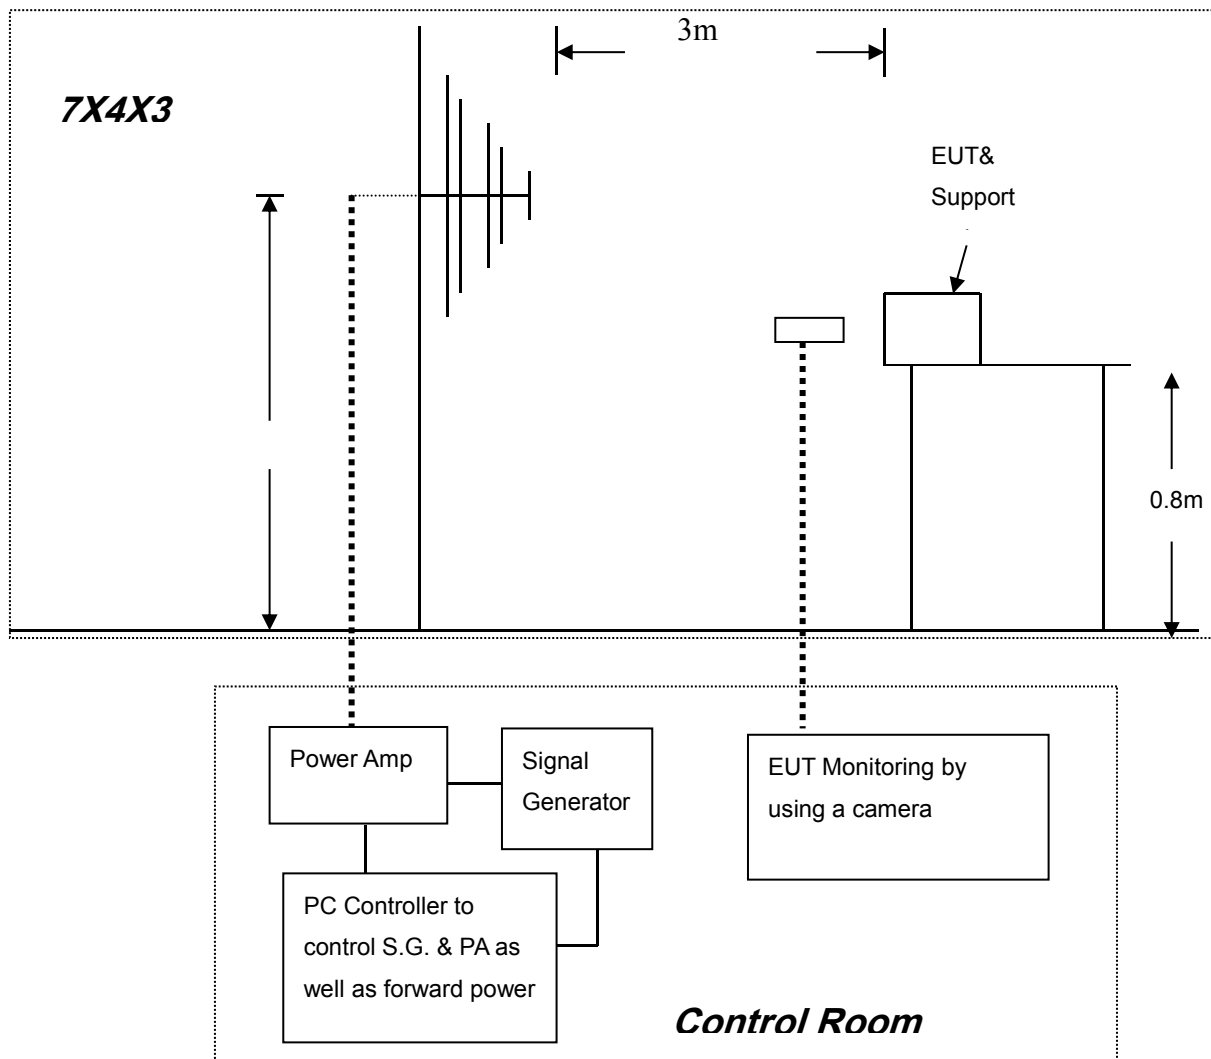 3m
7X4X3
EUT&
Support
0.8m
Power Amp
Signal
Generator
EUT Monitoring by
using a camera
PC Controller to
control S.G. & PA as
well as forward power
Control Room